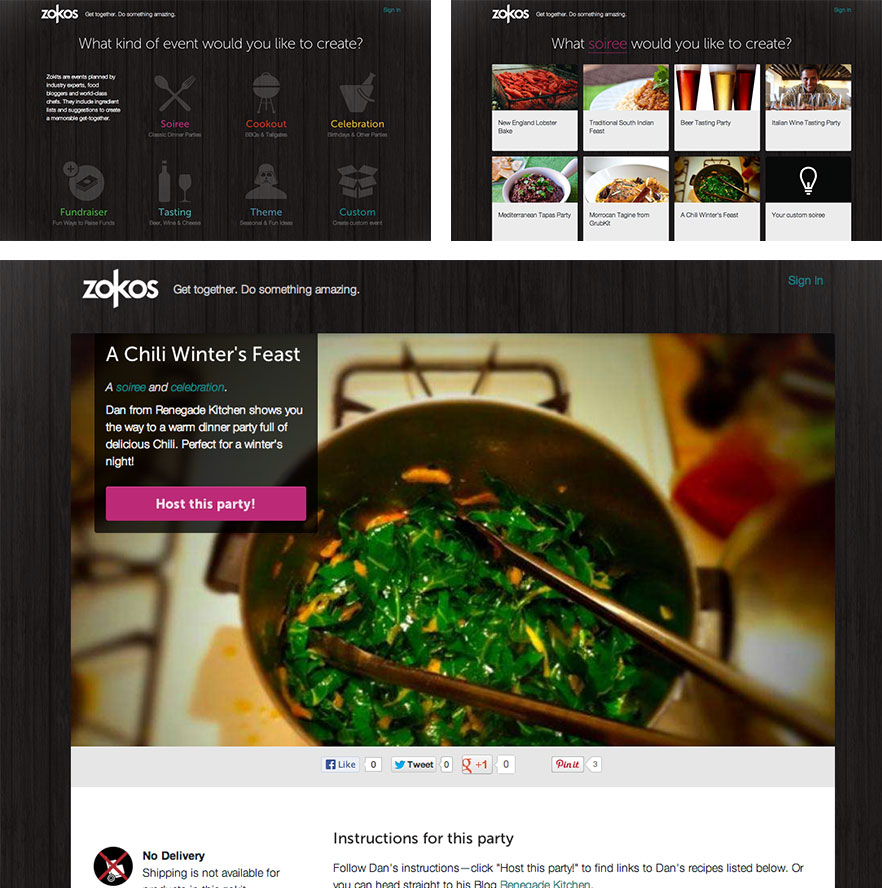 zokos Get together. Do something amazing.
Sign In
What kind of event would you like to create?
Zokits are events planned by
industry experts, food
bloggers and world-class
chefs. They include ingredient
lists and suggestions to create
a memorable get-together.
Soiree
Classic Dinner Parties
Cookout
BBQs & Tailgates
Celebration
Birthdays & Other Parties
Fundraiser
Fun Ways to Raise Funds
Tasting
Beer, Wine & Cheese
Theme
Seasonal & Fun Ideas
Custom
Create custom event
zokos Get together. Do something amazing.
Sign In
What soiree would you like to create?
New England Lobster
Bake
Traditional South Indian
Feast
Beer Tasting Party
Italian Wine Tasting Party
Mediterranean Tapas Party
Morrocan Tagine from
GrubKit
A Chili Winter's Feast
Your custom soiree
zokos Get together. Do something amazing.
Sign In
A Chili Winter's Feast
A soiree and celebration.
Dan from Renegade Kitchen shows you
the way to a warm dinner party full of
delicious Chili. Perfect for a winter's
night!
Host this party!
Like 0 Tweet 0 +1 0 Pin it 3
No Delivery
Shipping is not available for
products in this zokit
Instructions for this party
Follow Dan's instructions—click "Host this party!" to find links to Dan's recipes listed below. Or
you can head straight to his Blog Renegade Kitchen.